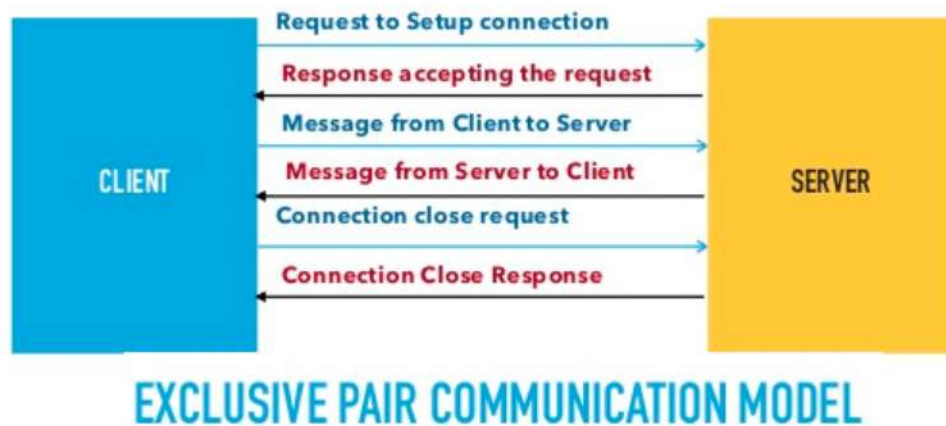 Request to Setup connection
Response accepting the request
Message from Client to Server
CLIENT
Message from Server to Client
SERVER
Connection close request
Connection Close Response
EXCLUSIVE PAIR COMMUNICATION MODEL